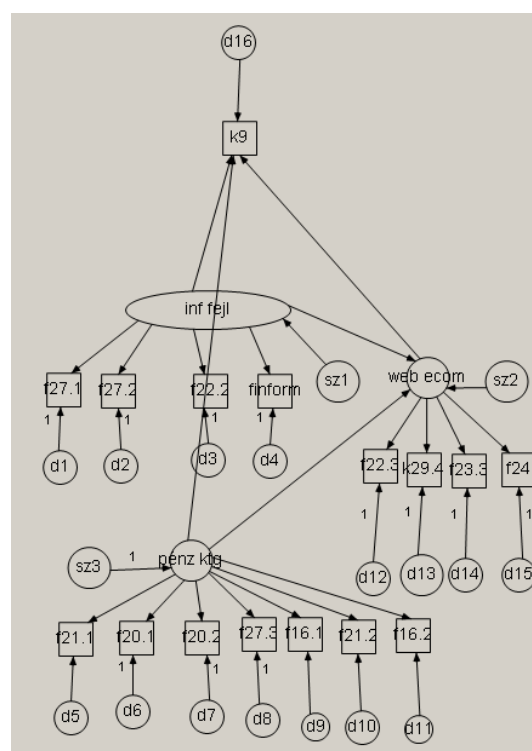 d16
k9
inf fejl
f27.1 f27.2 f22.2 finform sz1 web ecom sz2
1 1 1 1
d1 d2 d3 d4
f22.3 k29.4 f23.3 f24
1 1 1 1
d12 d13 d14 d15
sz3 1 penz ktg
f21.1 f20.1 f20.2 f27.3 f16.1 f21.2 f16.2
1 1 1
d5 d6 d7 d8 d9 d10 d11